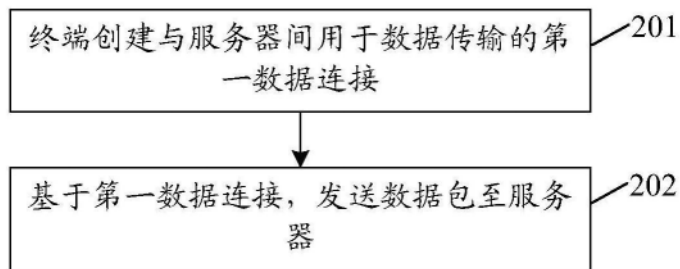 终端创建与服务器间用于数据传输的第
一数据连接
201
基于第一数据连接，发送数据包至服务
器
202